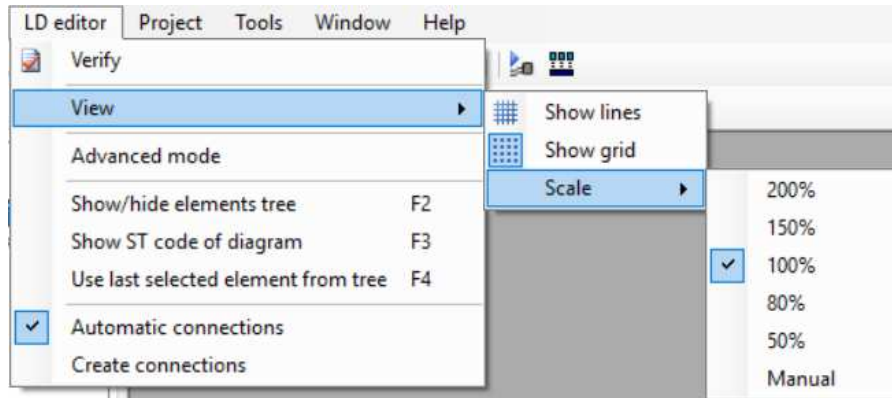 LD editor Project Tools Window Help
Verify
View
Advanced mode
Show/hide elements tree F2
Show ST code of diagram F3
Use last selected element from tree F4
Automatic connections
Create connections
Show lines
Show grid
Scale
200%
150%
100%
80%
50%
Manual